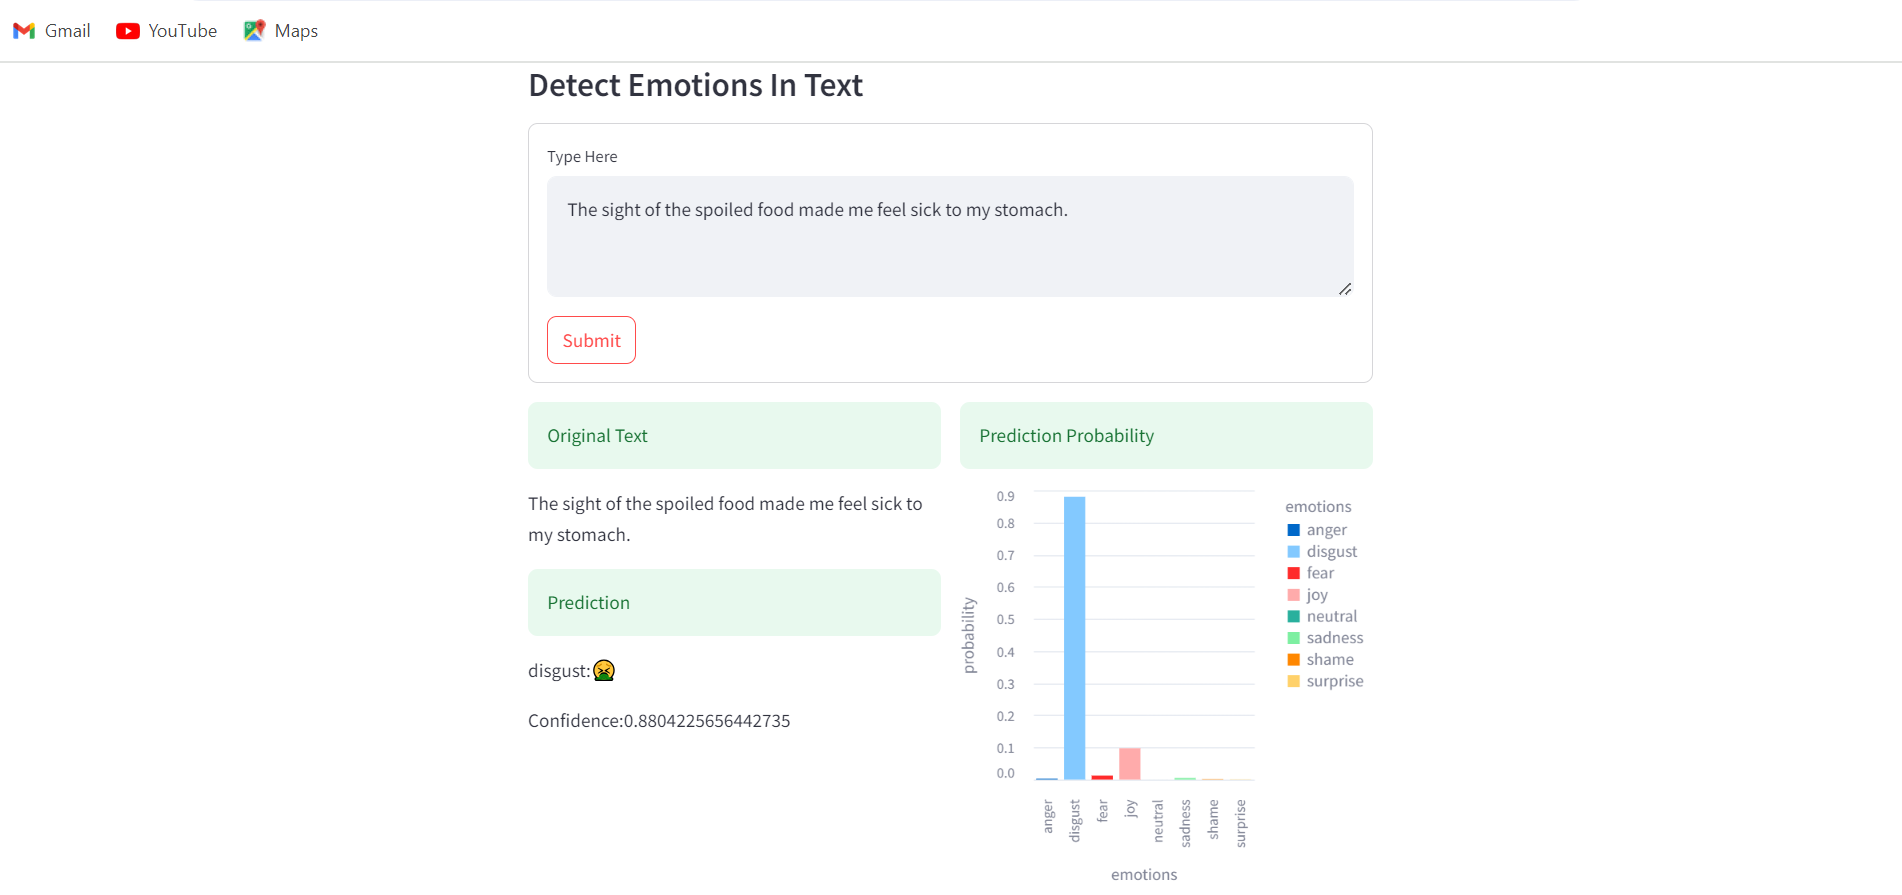 Gmail YouTube Maps
Detect Emotions In Text
Type Here
The sight of the spoiled food made me feel sick to my stomach.
Submit
Original Text
The sight of the spoiled food made me feel sick to
my stomach.
Prediction
disgust:🤮
Confidence:0.8804225656442735
Prediction Probability
0.9
0.8
0.7
0.6
0.5
0.4
0.3
0.2
0.1
0.0
probability
anger
disgust
fear
joy
neutral
sadness
shame
surprise
emotions
emotions
anger
disgust
fear
joy
neutral
sadness
shame
surprise